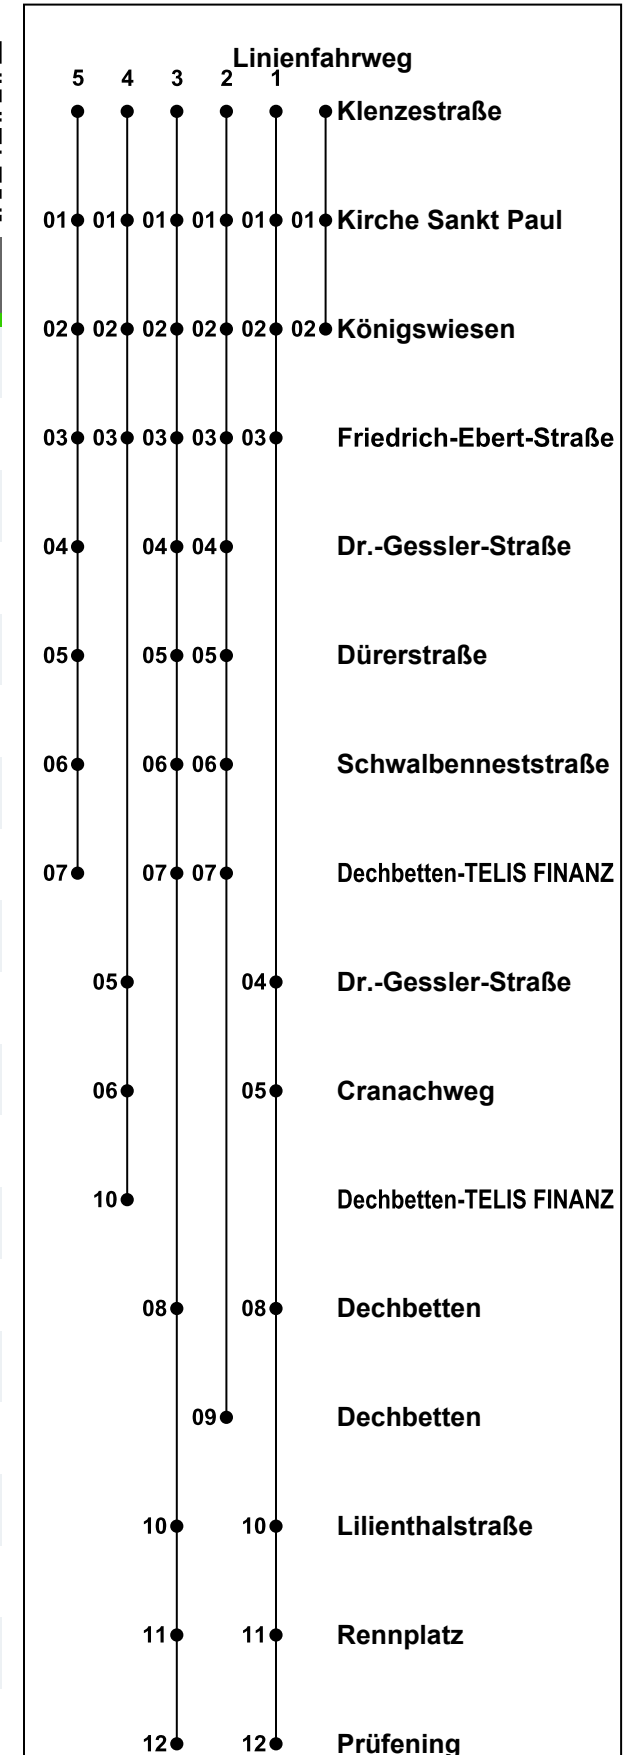 Linienfahrweg
5 4 3 2 1
Klenzestraße
01 01 01 01 01 01 Kirche Sankt Paul
02 02 02 02 02 02 Königswiesen
03 03 03 03 03 Friedrich-Ebert-Straße
04 04 04 Dr.-Gessler-Straße
05 05 05 Dürerstraße
06 06 06 Schwalbenneststraße
07 07 07 Dechbetten-TELIS FINANZ
05 04 Dr.-Gessler-Straße
06 05 Cranachweg
10 Dechbetten-TELIS FINANZ
08 08 Dechbetten
09 Dechbetten
10 10 Lilienthalstraße
11 11 Rennplatz
12 12 Prüfening